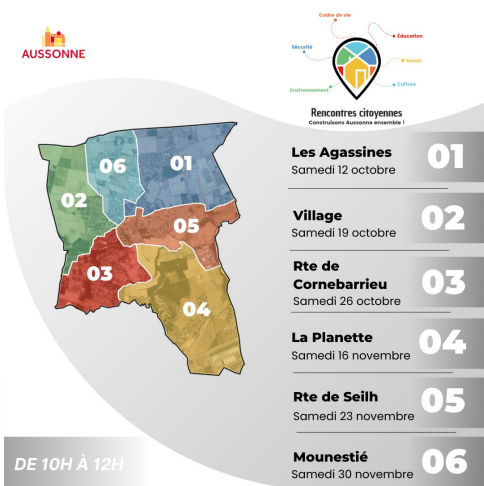 AUSSONNE
Cadre de vie
Éducation
Sécurité
Social
Environnement
Culture
Rencontres citoyennes
Construisons Aussonne ensemble !
06
01
02
05
03
04
Les Agassines
Samedi 12 octobre
01
Village
Samedi 19 octobre
02
Rte de
Cornebarrieu
Samedi 26 octobre
03
La Planette
Samedi 16 novembre
04
Rte de Seilh
Samedi 23 novembre
05
Mounestié
Samedi 30 novembre
06
DE 10H À 12H